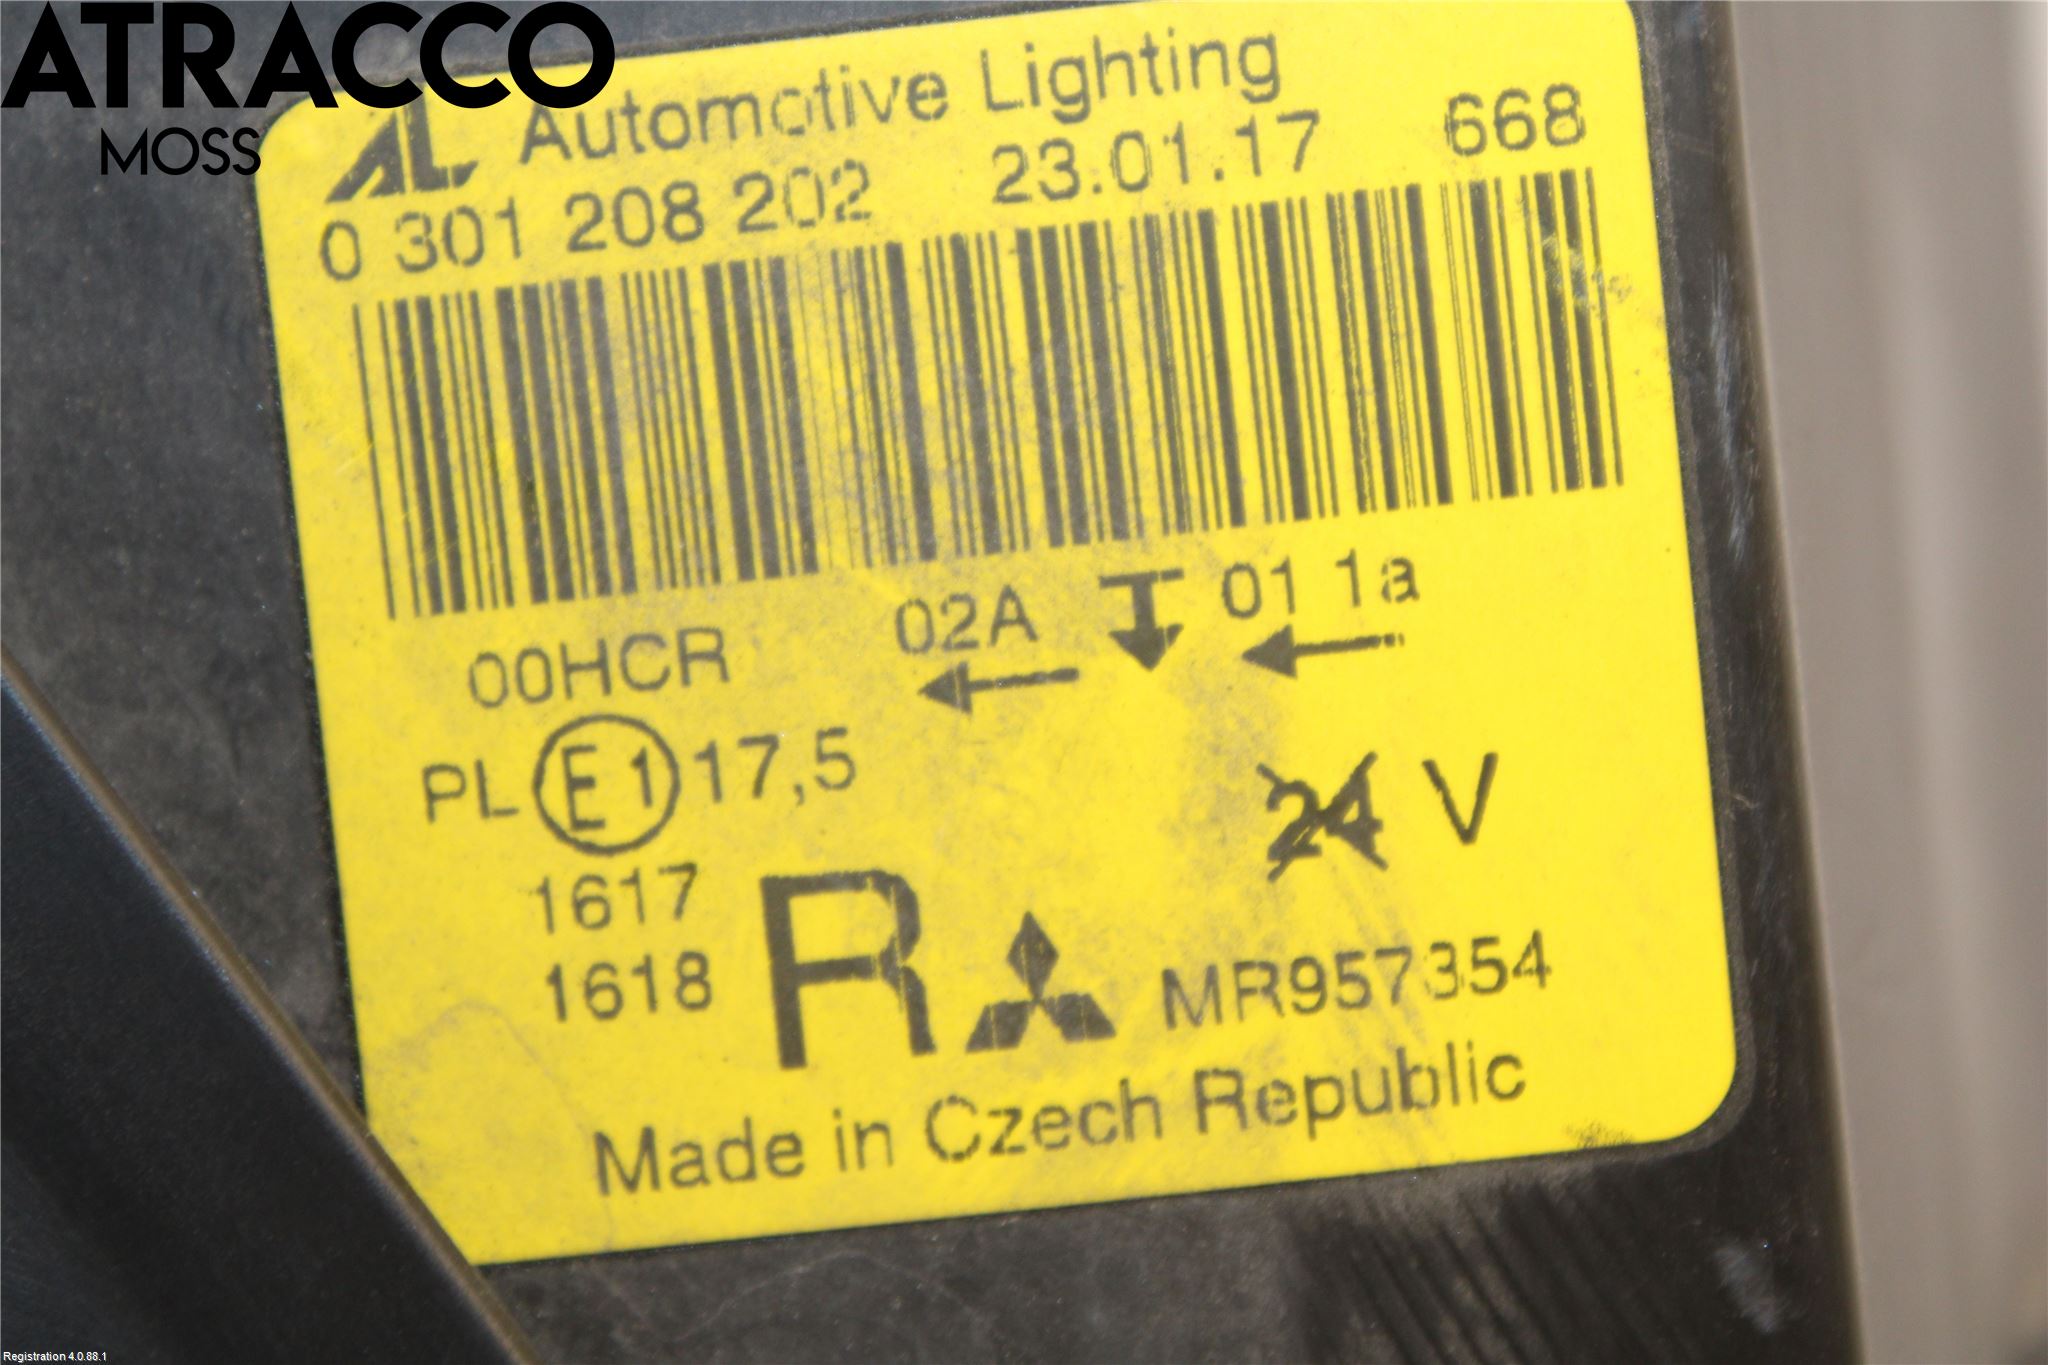 ATRACCO
MOSS
AL Automotive Lighting
0 301 208 202 23.01.17 668
00HCR 02A 01 1a
PL E1 17,5
24 V
1617
1618
R MR957354
Made in Czech Republic
Registration 4.0.88.1